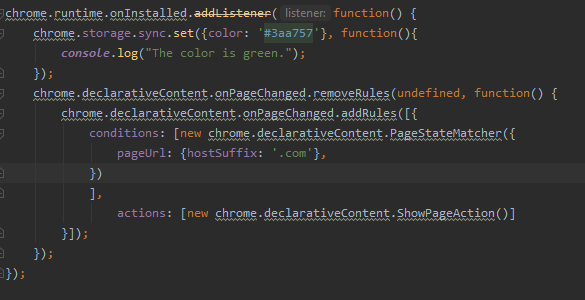 chrome.runtime.onInstalled.addListener( listener: function() {
    chrome.storage.sync.set({color: '#3aa757'}, function(){
        console.log("The color is green.");
    });
    chrome.declarativeContent.onPageChanged.removeRules(undefined, function() {
        chrome.declarativeContent.onPageChanged.addRules([{
            conditions: [new chrome.declarativeContent.PageStateMatcher({
                pageUrl: {hostSuffix: '.com'},
            })
            ],
                actions: [new chrome.declarativeContent.ShowPageAction()]
        }]);
    });
});